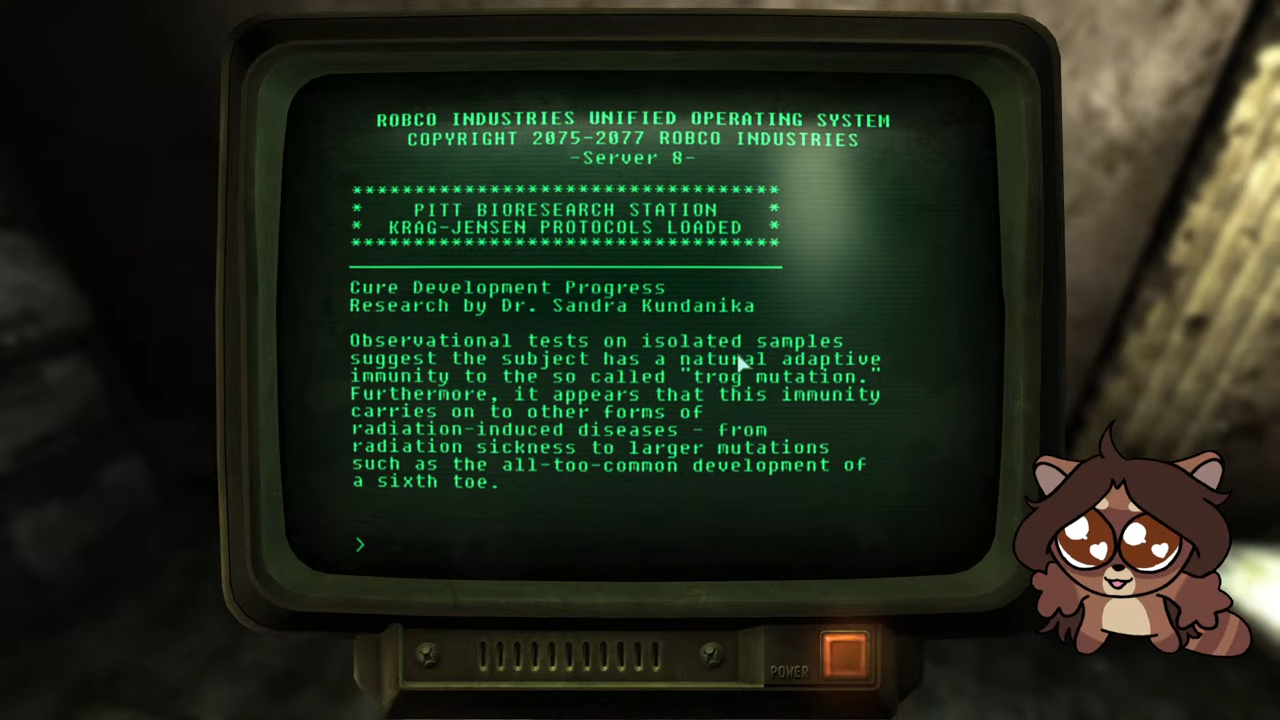 ROBCO INDUSTRIES UNIFIED OPERATING SYSTEM
COPYRIGHT 2075-2077 ROBCO INDUSTRIES
-Server 8-
***********************************
* PITT BIORESEARCH STATION *
* KRAG-JENSEN PROTOCOLS LOADED *
***********************************
Cure Development Progress
Research by Dr. Sandra Kundanika
Observational tests on isolated samples
suggest the subject has a natural adaptive
immunity to the so called "trog mutation."
Furthermore, it appears that this immunity
carries on to other forms of
radiation-induced diseases - from
radiation sickness to larger mutations
such as the all-too-common development of
a sixth toe.
>
POWER